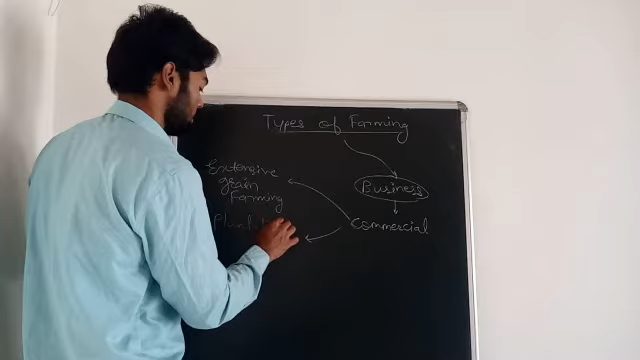 Types of Farming
Business
Commercial
Extensive
grain
Farming